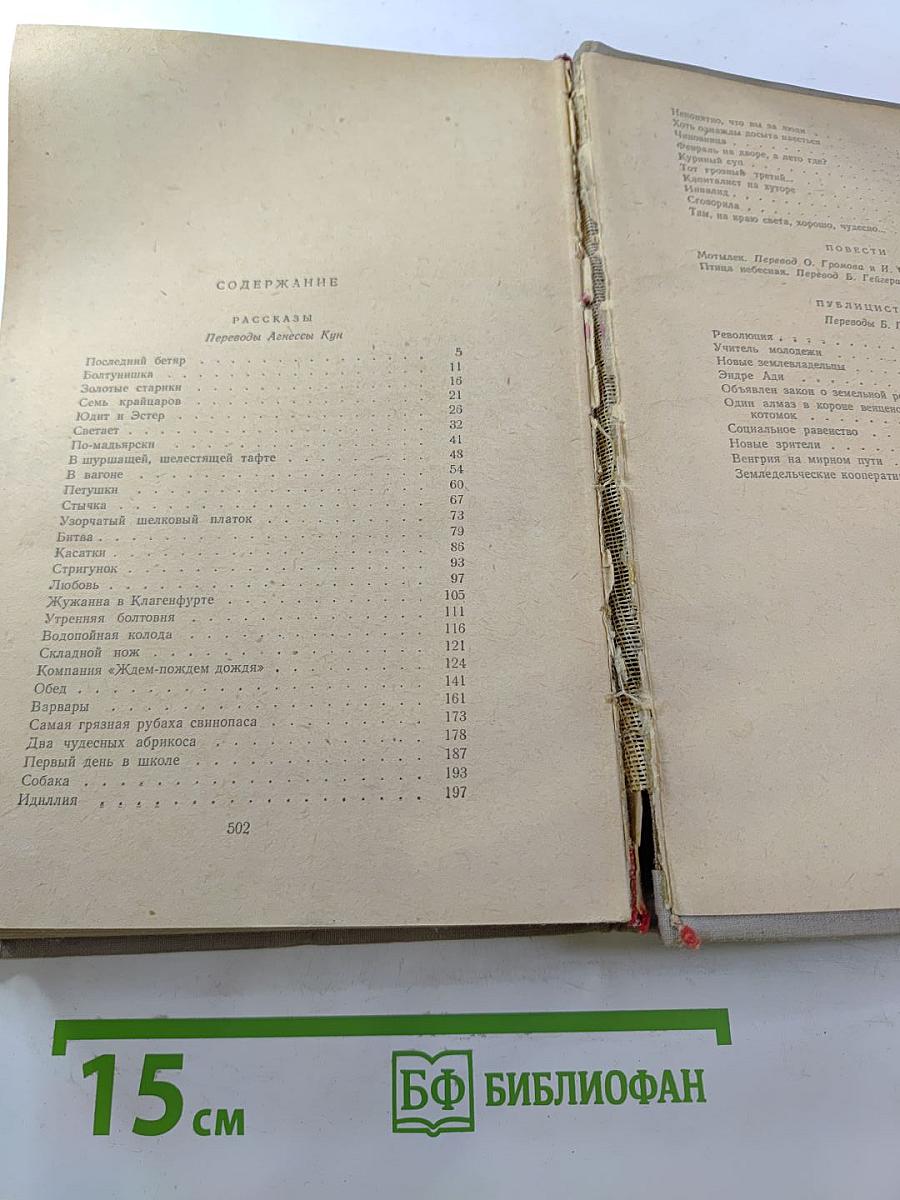 СОДЕРЖАНИЕ
РАССКАЗЫ
Переводы Агнессы Кун
Последний бетяр . . . . . . . . . . 5
Болтунишка . . . . . . . . . . 11
Золотые старики . . . . . . . . . . 16
Семь крайцаров . . . . . . . . . . 21
Юдит и Эстер . . . . . . . . . . 26
Светает . . . . . . . . . . 32
По-мадьярски . . . . . . . . . . 41
В шуршащей, шелестящей тафте . . . . . . . . 48
В вагоне . . . . . . . . . . 54
Петушки . . . . . . . . . . 60
Стычка . . . . . . . . . . 67
Узорчатый шелковый платок . . . . . . . . 73
Битва . . . . . . . . . . 79
Касатки . . . . . . . . . . 86
Стригунок . . . . . . . . . . 93
Любовь . . . . . . . . . . 97
Жужанна в Клагенфурте . . . . . . . . . . 105
Утренняя болтовня . . . . . . . . . . 111
Водопойная колода . . . . . . . . . . 116
Складной нож . . . . . . . . . . 121
Компания «Ждем-пождем дождя» . . . . . . . . 124
Обед . . . . . . . . . . 141
Варвары . . . . . . . . . . 161
Самая грязная рубаха свинопаса . . . . . . . . 173
Два чудесных абрикоса . . . . . . . . . . 178
Первый день в школе . . . . . . . . . . 187
Собака . . . . . . . . . . 193
Идиллия . . . . . . . . . . 197
502
Непонятно, что вы за люди . . .
Хоть однажды досыта наесться
Чиновница . . . . . .
Февраль на дворе, а лето где?
Куриный суп . . . . . .
Тот грозный третий...
Капиталист на хуторе
Инвалид . . . . . .
Сговорила . . . . . .
Там, на краю света, хорошо, чудесно...
ПОВЕСТИ
Мотылек. Перевод О. Громова и И.
Птица небесная. Перевод Б. Гейгера
ПУБЛИЦИСТ
Переводы Б. Г
Революция . . . . . .
Учитель молодежи
Новые землевладельцы
Эндре Ади . . . . . .
Объявлен закон о земельной ре
Один алмаз в короне венцено
котомок . . . . . .
Социальное равенство . . .
Новые зрители . . . . . .
Венгрия на мирном пути . .
Земледельческие кооператив
15 см
БФ БИБЛИОФАН